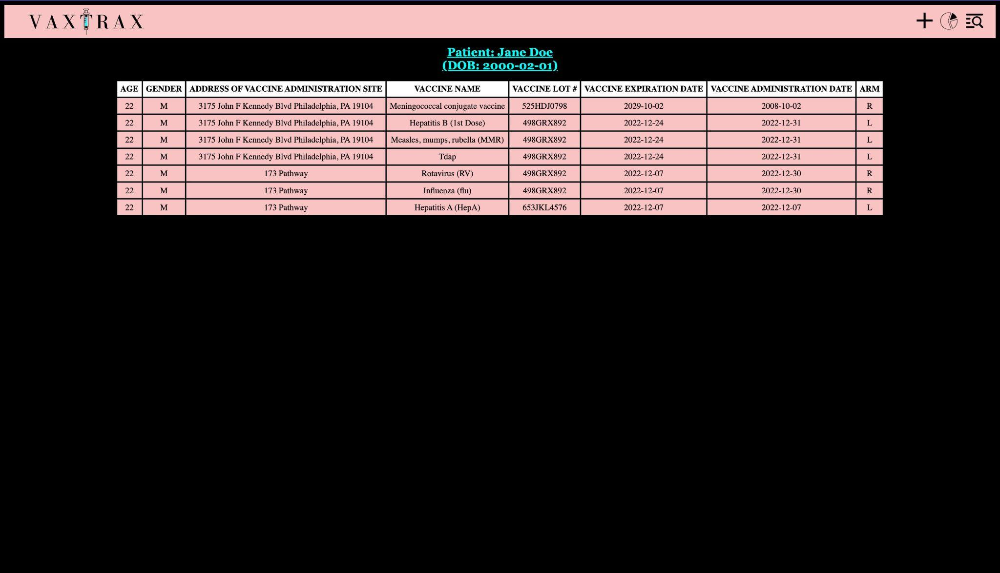 VAXTRAX
Patient: Jane Doe
(DOB: 2000-02-01)
AGE GENDER ADDRESS OF VACCINE ADMINISTRATION SITE VACCINE NAME VACCINE LOT # VACCINE EXPIRATION DATE VACCINE ADMINISTRATION DATE ARM
22 M 3175 John F Kennedy Blvd Philadelphia, PA 19104 Meningococcal conjugate vaccine 525HDJ0798 2029-10-02 2008-10-02 R
22 M 3175 John F Kennedy Blvd Philadelphia, PA 19104 Hepatitis B (1st Dose) 498GRX892 2022-12-24 2022-12-31 L
22 M 3175 John F Kennedy Blvd Philadelphia, PA 19104 Measles, mumps, rubella (MMR) 498GRX892 2022-12-24 2022-12-31 L
22 M 3175 John F Kennedy Blvd Philadelphia, PA 19104 Tdap 498GRX892 2022-12-24 2022-12-31 L
22 M 173 Pathway Rotavirus (RV) 498GRX892 2022-12-07 2022-12-30 R
22 M 173 Pathway Influenza (flu) 498GRX892 2022-12-07 2022-12-30 R
22 M 173 Pathway Hepatitis A (HepA) 653JKL4576 2022-12-07 2022-12-07 L